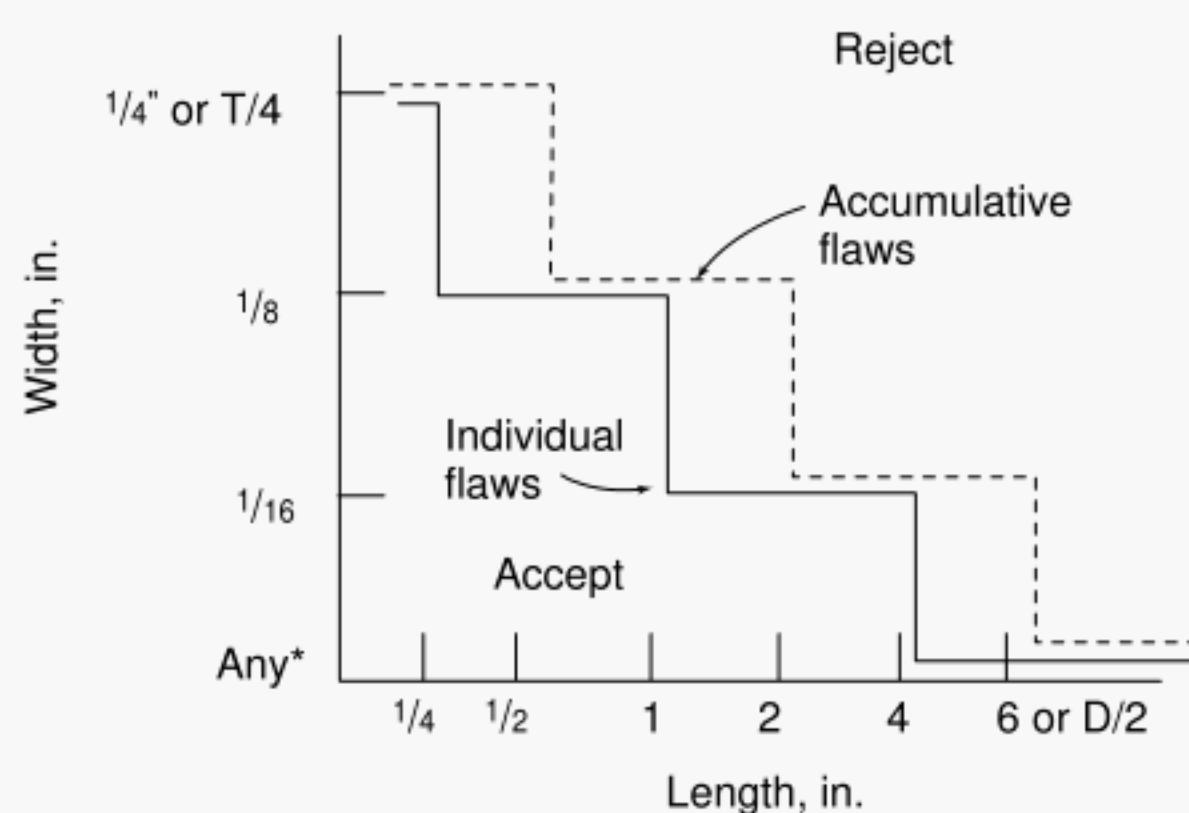 Reject
1/4" or T/4
Accumulative
flaws
Width, in.
1/8
Individual
flaws
1/16
Accept
Any*
1/4 1/2 1 2 4 6 or D/2
Length, in.